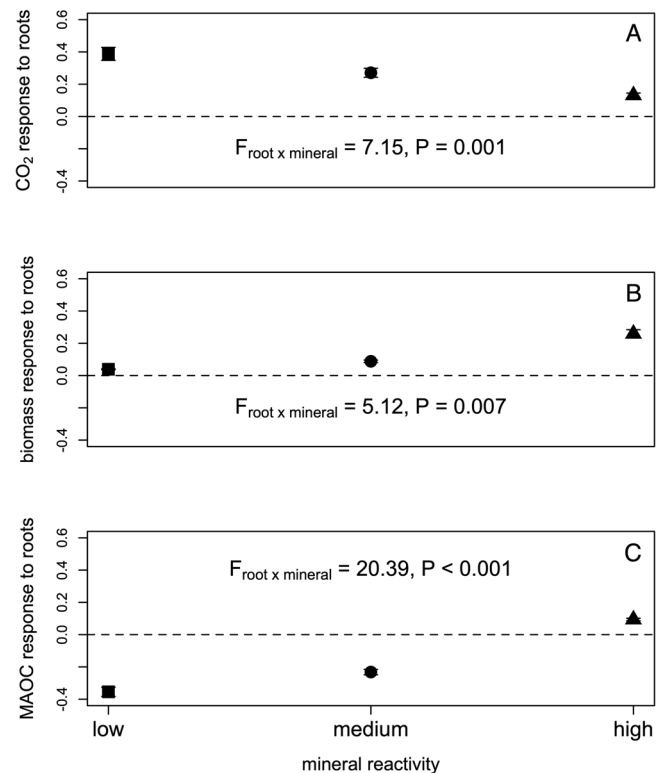 A
CO2 response to roots
0.6
0.4
0.2
0.0
-0.4
Froot x mineral = 7.15, P = 0.001
B
biomass response to roots
0.6
0.4
0.2
0.0
-0.4
Froot x mineral = 5.12, P = 0.007
C
MAOC response to roots
0.6
0.4
0.2
0.0
-0.4
Froot x mineral = 20.39, P < 0.001
low medium high
mineral reactivity